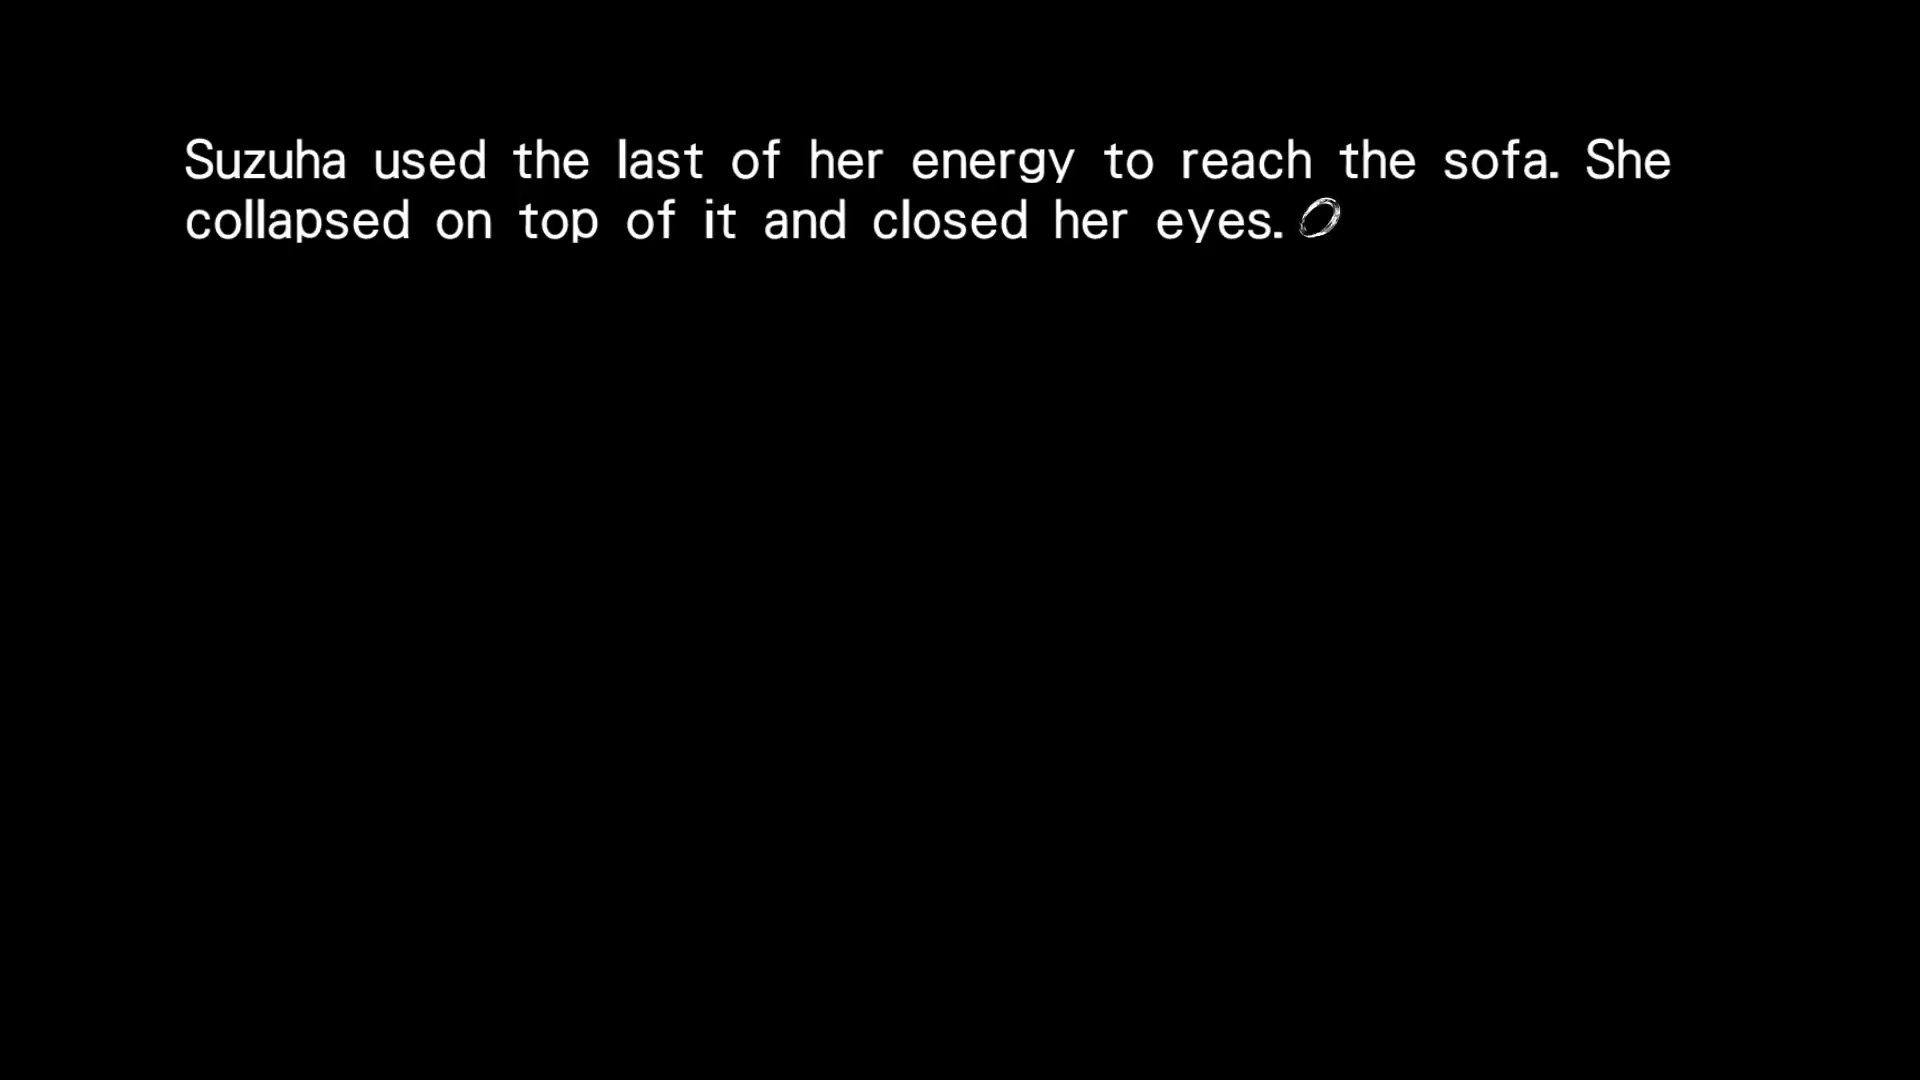 Suzuha used the last of her energy to reach the sofa. She
collapsed on top of it and closed her eyes.